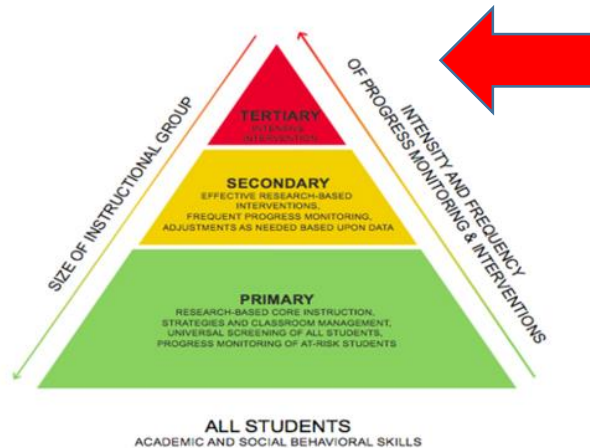 TERTIARY
INTENSIVE
INTERVENTION
SECONDARY
EFFECTIVE RESEARCH-BASED
INTERVENTIONS,
FREQUENT PROGRESS MONITORING,
ADJUSTMENTS AS NEEDED BASED UPON DATA
PRIMARY
RESEARCH-BASED CORE INSTRUCTION,
STRATEGIES AND CLASSROOM MANAGEMENT,
UNIVERSAL SCREENING OF ALL STUDENTS,
PROGRESS MONITORING OF AT-RISK STUDENTS
SIZE OF INSTRUCTIONAL GROUP
INTENSITY AND FREQUENCY
OF PROGRESS MONITORING & INTERVENTIONS
ALL STUDENTS
ACADEMIC AND SOCIAL BEHAVIORAL SKILLS